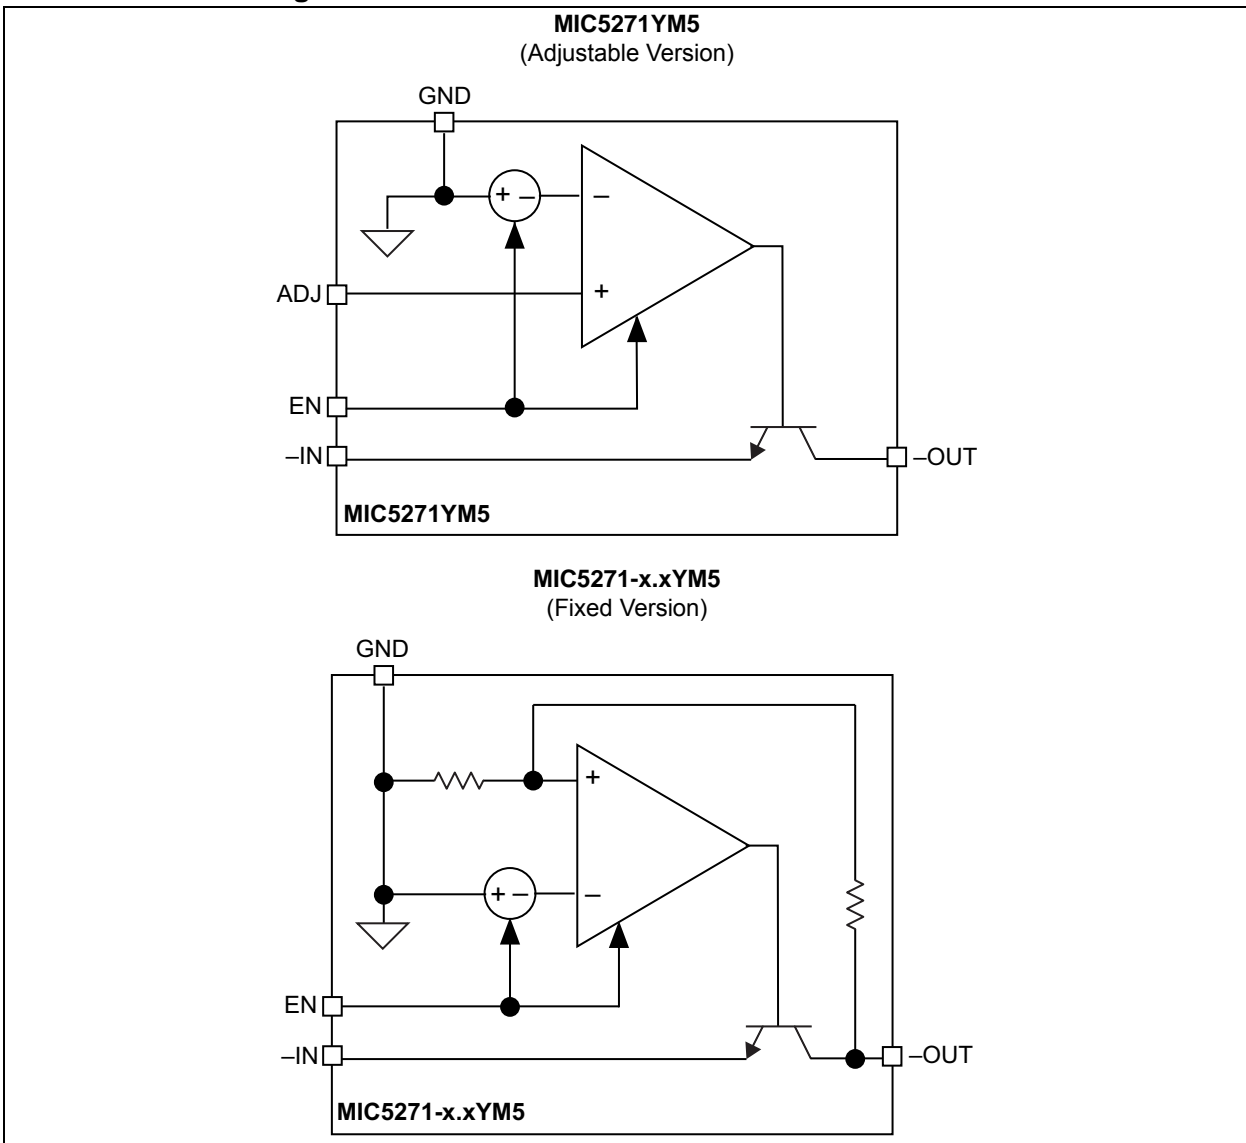 g
MIC5271YM5
(Adjustable Version)
GND
+ –
–
ADJ
+
EN
–IN
–OUT
MIC5271YM5
MIC5271-x.xYM5
(Fixed Version)
GND
+
+ –
–
EN
–IN
–OUT
MIC5271-x.xYM5